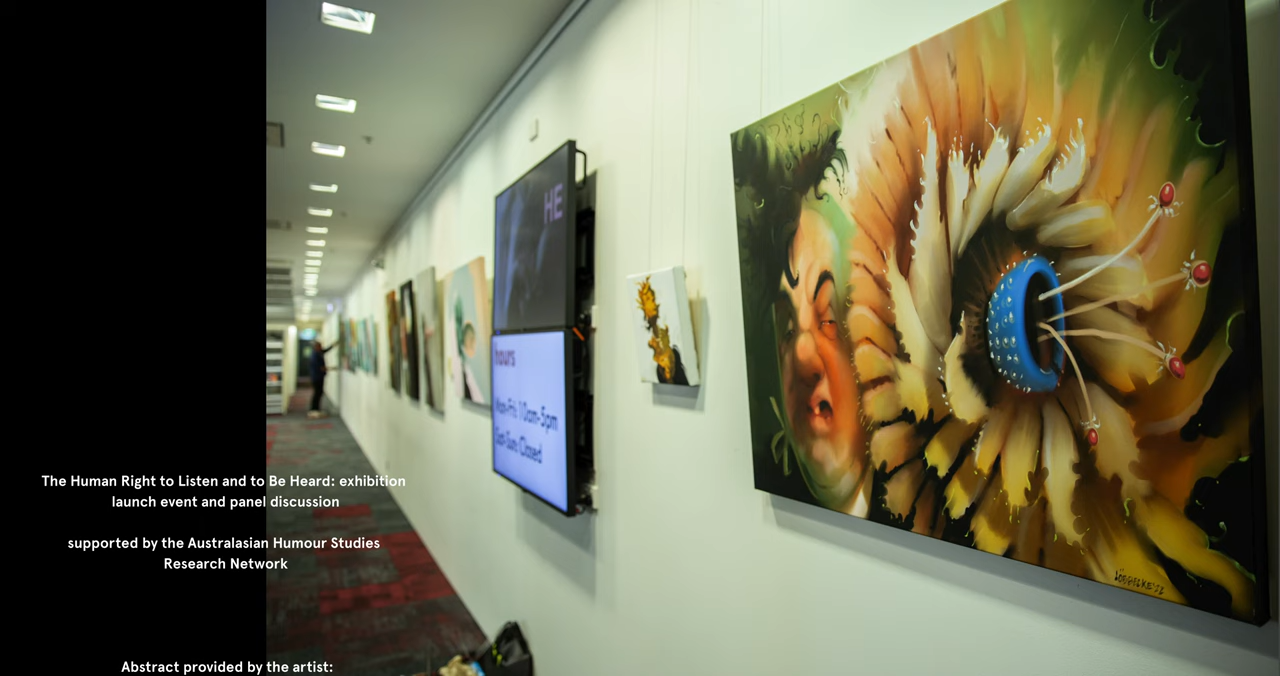 HE
hours
Mon-Fri: 10am-5pm
Sat-Sun: Closed
The Human Right to Listen and to Be Heard: exhibition
launch event and panel discussion
supported by the Australasian Humour Studies
Research Network
Abstract provided by the artist: